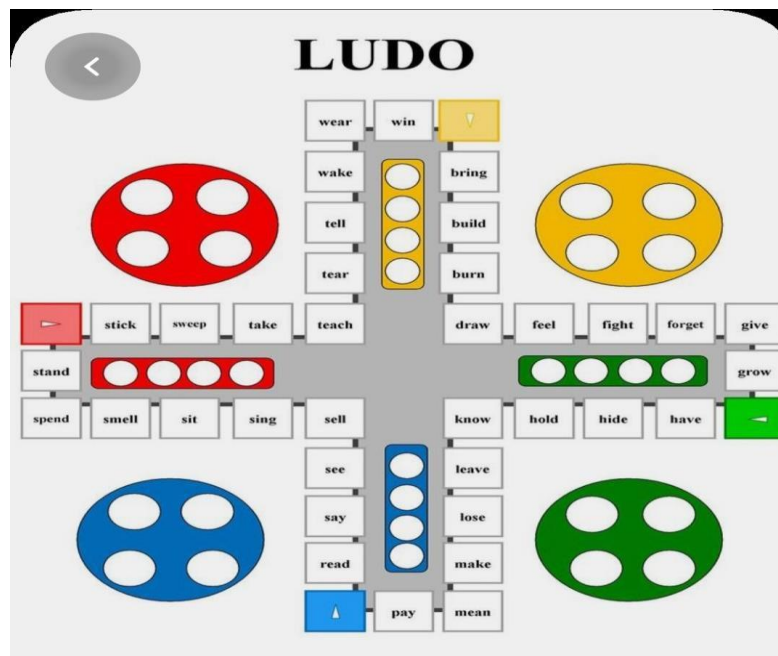 LUDO
wear win
wake bring
tell build
tear burn
stick sweep take teach draw feel fight forget give
stand grow
spend smell sit sing sell know hold hide have
see leave
say lose
read make
pay mean